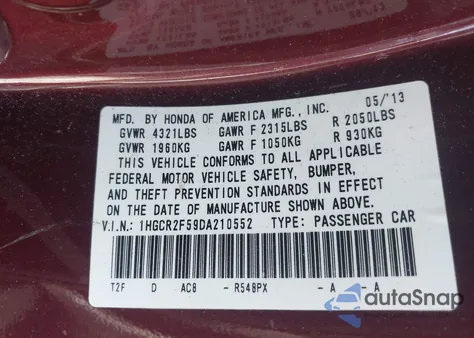 MFD. BY HONDA OF AMERICA MFG., INC. 05/'13
GVWR 4321LBS GAWR F 2315LBS R 2050LBS
GVWR 1960KG GAWR F 1050KG R 930KG
THIS VEHICLE CONFORMS TO ALL APPLICABLE
FEDERAL MOTOR VEHICLE SAFETY, BUMPER,
AND THEFT PREVENTION STANDARDS IN EFFECT
ON THE DATE OF MANUFACTURE SHOWN ABOVE.
V.I.N.: 1HGCR2F59DA210552 TYPE: PASSENGER CAR
T2F D AC8 - R548PX - A - A
autoSnap